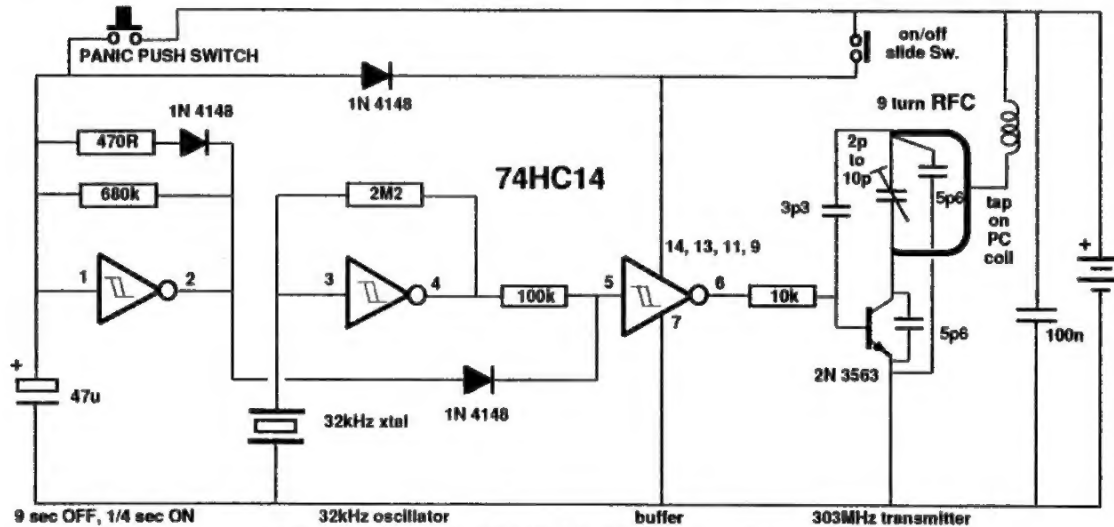 PANIC PUSH SWITCH
on/off
slide Sw.
1N 4148
9 turn RFC
470R
1N 4148
2p
to
10p
680k
74HC14
2M2
5p6
3p3
tap
on
PC
coil
14, 13, 11, 9
+
1
2
3
4
100k
5
6
7
10k
5p6
100n
+
47u
1N 4148
2N 3563
32kHz xtal
9 sec OFF, 1/4 sec ON
32kHz oscillator
buffer
303MHz transmitter